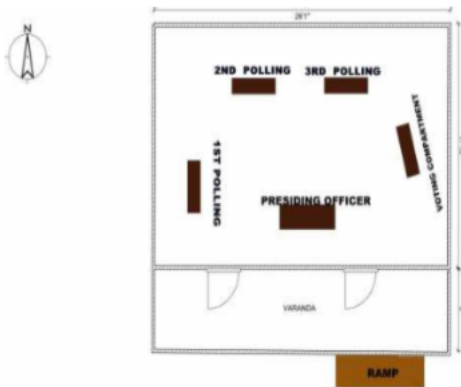 N
26'1"
2ND POLLING
3RD POLLING
VOTING COMPARTMENT
1ST POLLING
PRESIDING OFFICER
VARANDA
RAMP